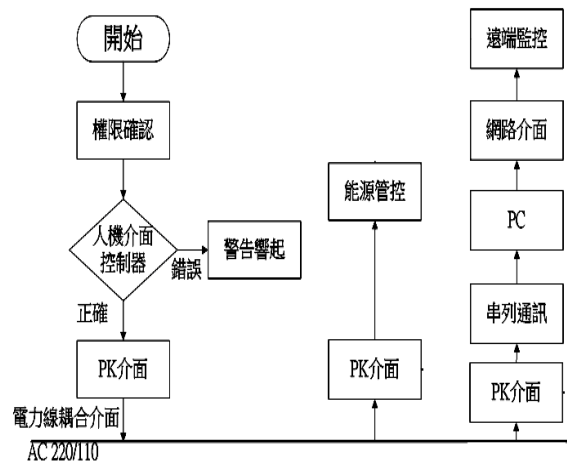 開始
權限確認
人機介面
控制器
錯誤
警告響起
正確
PK介面
電力線耦合介面
AC 220/110
能源管控
PK介面
遠端監控
網路介面
PC
串列通訊
PK介面